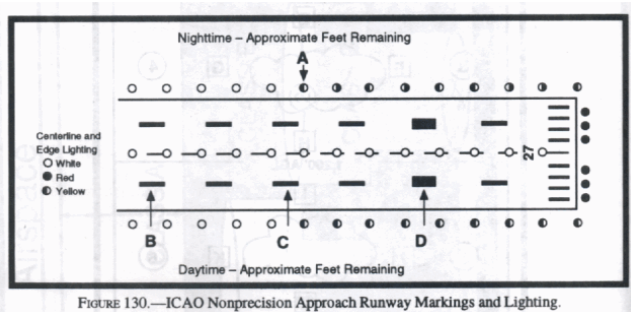 Nighttime – Approximate Feet Remaining
A
Centerline and
Edge Lighting
White
Red
Yellow
27
B
C
D
Daytime – Approximate Feet Remaining
FIGURE 130.—ICAO Nonprecision Approach Runway Markings and Lighting.